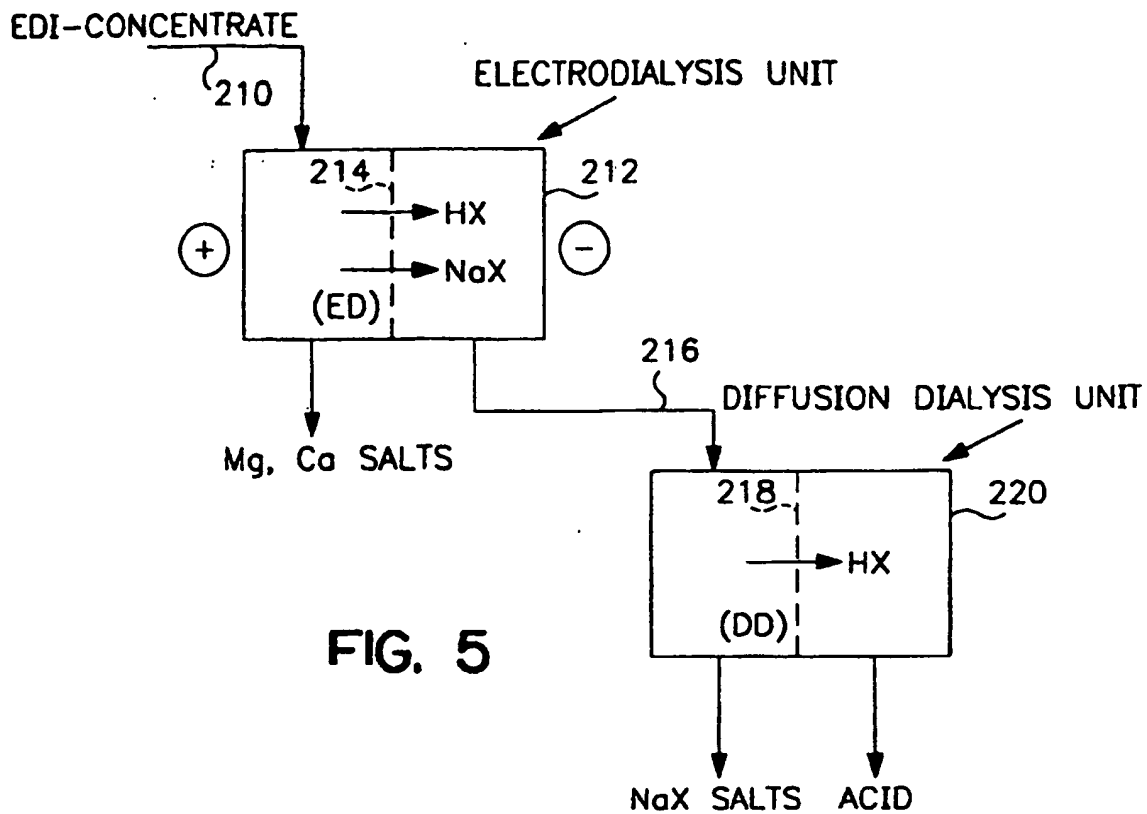 EDI-CONCENTRATE
210
ELECTRODIALYSIS UNIT
214
212
HX
+
-
NaX
(ED)
216
DIFFUSION DIALYSIS UNIT
Mg, Ca SALTS
218
220
HX
(DD)
FIG. 5
NaX SALTS ACID